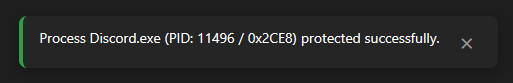 Process Discord.exe (PID: 11496 / 0x2CE8) protected successfully.